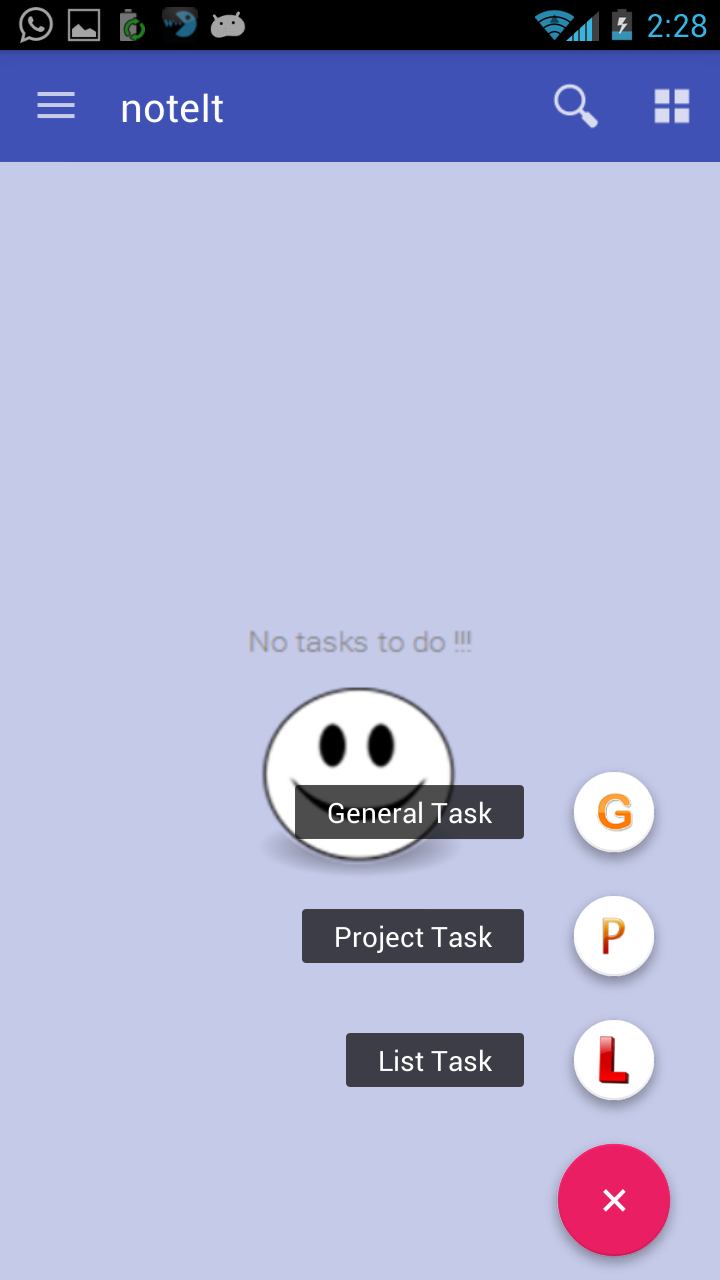 2:28
noteIt
No tasks to do !!!
General Task
G
Project Task
P
List Task
L